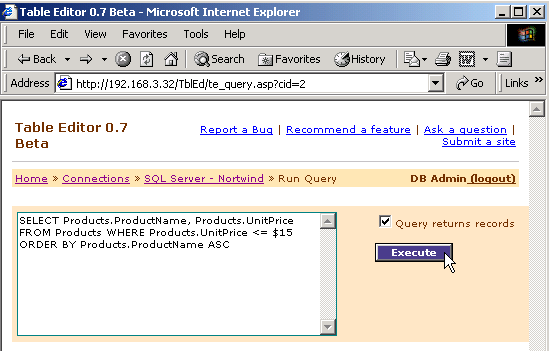 Table Editor 0.7 Beta - Microsoft Internet Explorer
File Edit View Favorites Tools Help
Back Search Favorites History
Address http://192.168.3.32/TblEd/te_query.asp?cid=2 Go Links »
Table Editor 0.7
Beta
Report a Bug | Recommend a feature | Ask a question |
Submit a site
Home » Connections » SQL Server - Nortwind » Run Query DB Admin (logout)
SELECT Products.ProductName, Products.UnitPrice
FROM Products WHERE Products.UnitPrice <= $15
ORDER BY Products.ProductName ASC
Query returns records
Execute